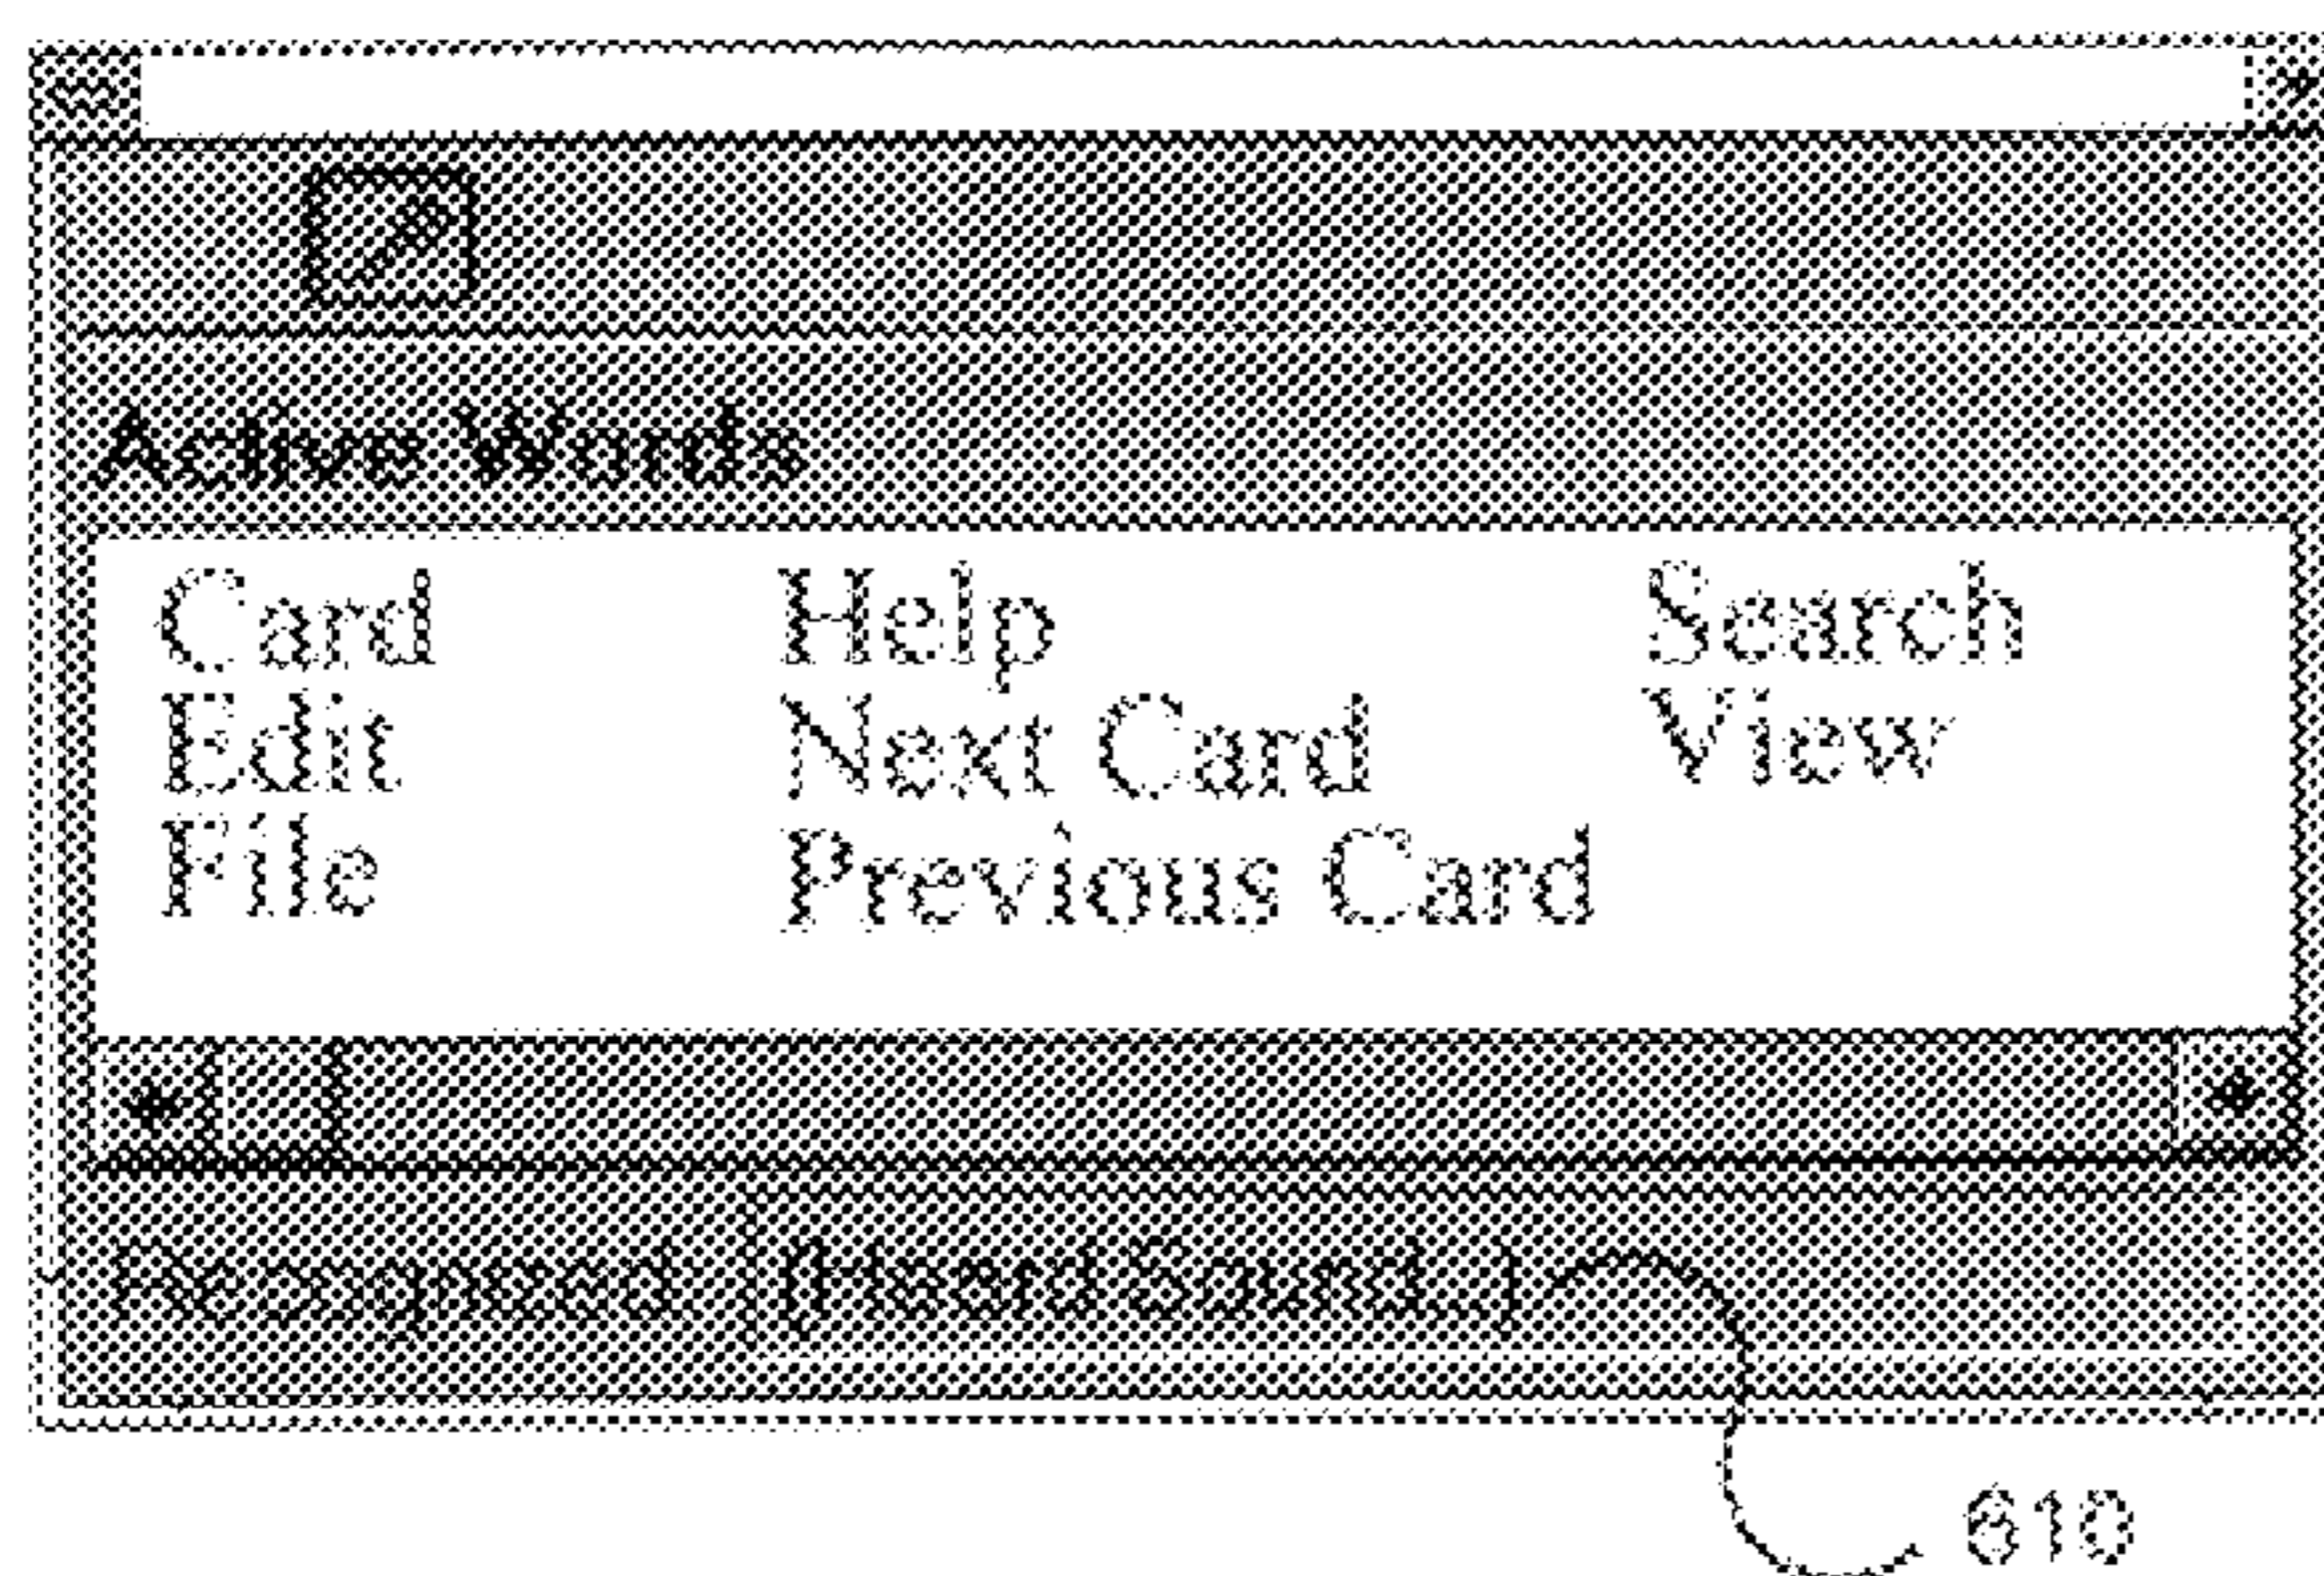 Active Words
Card Help Search
Edit Next Card View
File Previous Card
Recognized (Heard Sound..)
610